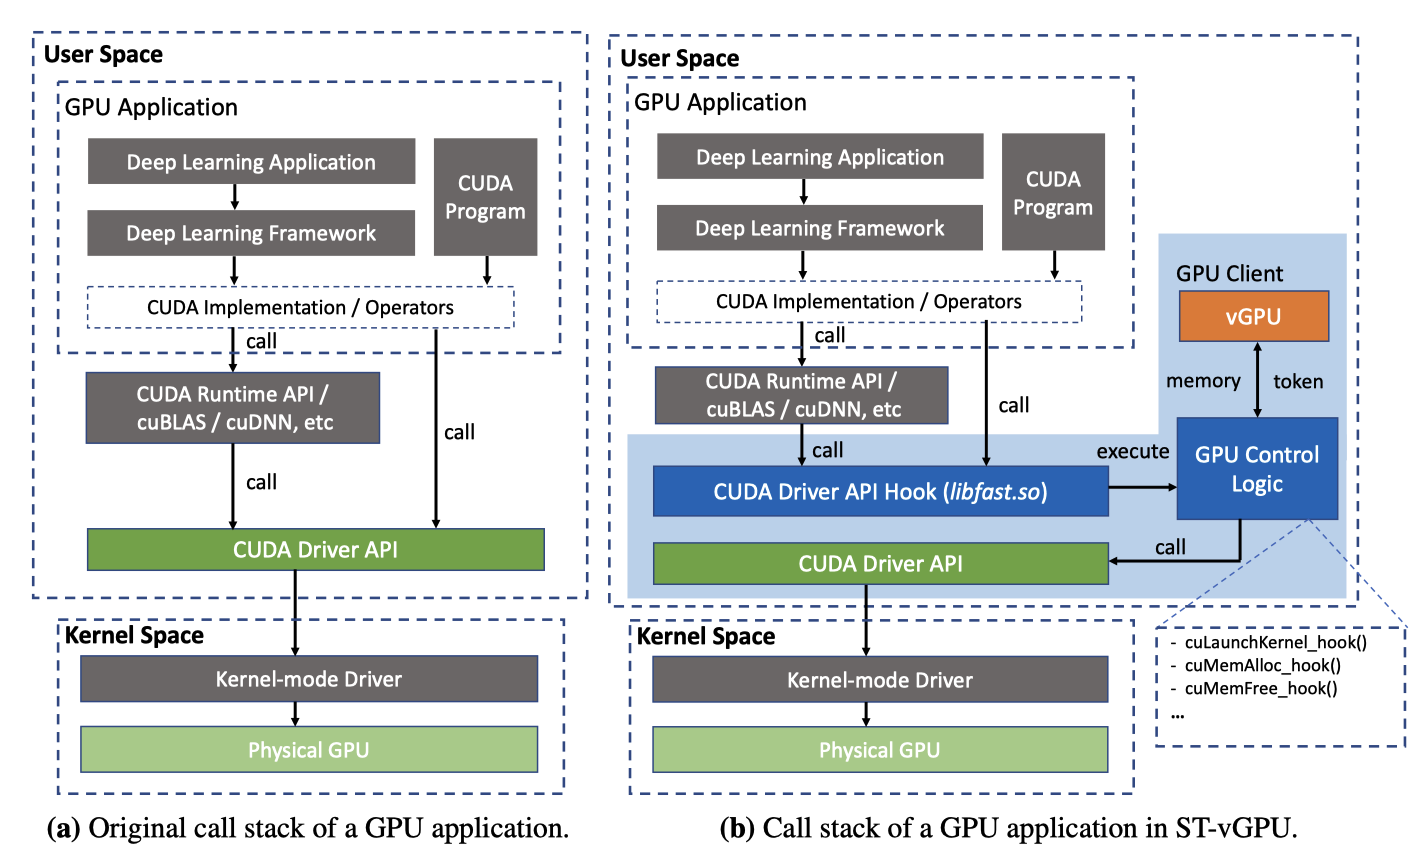 User Space
GPU Application
Deep Learning Application
CUDA
Program
Deep Learning Framework
CUDA Implementation / Operators
call
CUDA Runtime API /
cuBLAS / cuDNN, etc
call
call
CUDA Driver API
Kernel Space
Kernel-mode Driver
Physical GPU
(a) Original call stack of a GPU application.
User Space
GPU Application
Deep Learning Application
CUDA
Program
Deep Learning Framework
CUDA Implementation / Operators
call
CUDA Runtime API /
cuBLAS / cuDNN, etc
call
call
GPU Client
vGPU
memory
token
execute
GPU Control
Logic
CUDA Driver API Hook (libfast.so)
call
CUDA Driver API
Kernel Space
Kernel-mode Driver
Physical GPU
- cuLaunchKernel_hook()
- cuMemAlloc_hook()
- cuMemFree_hook()
...
(b) Call stack of a GPU application in ST-vGPU.